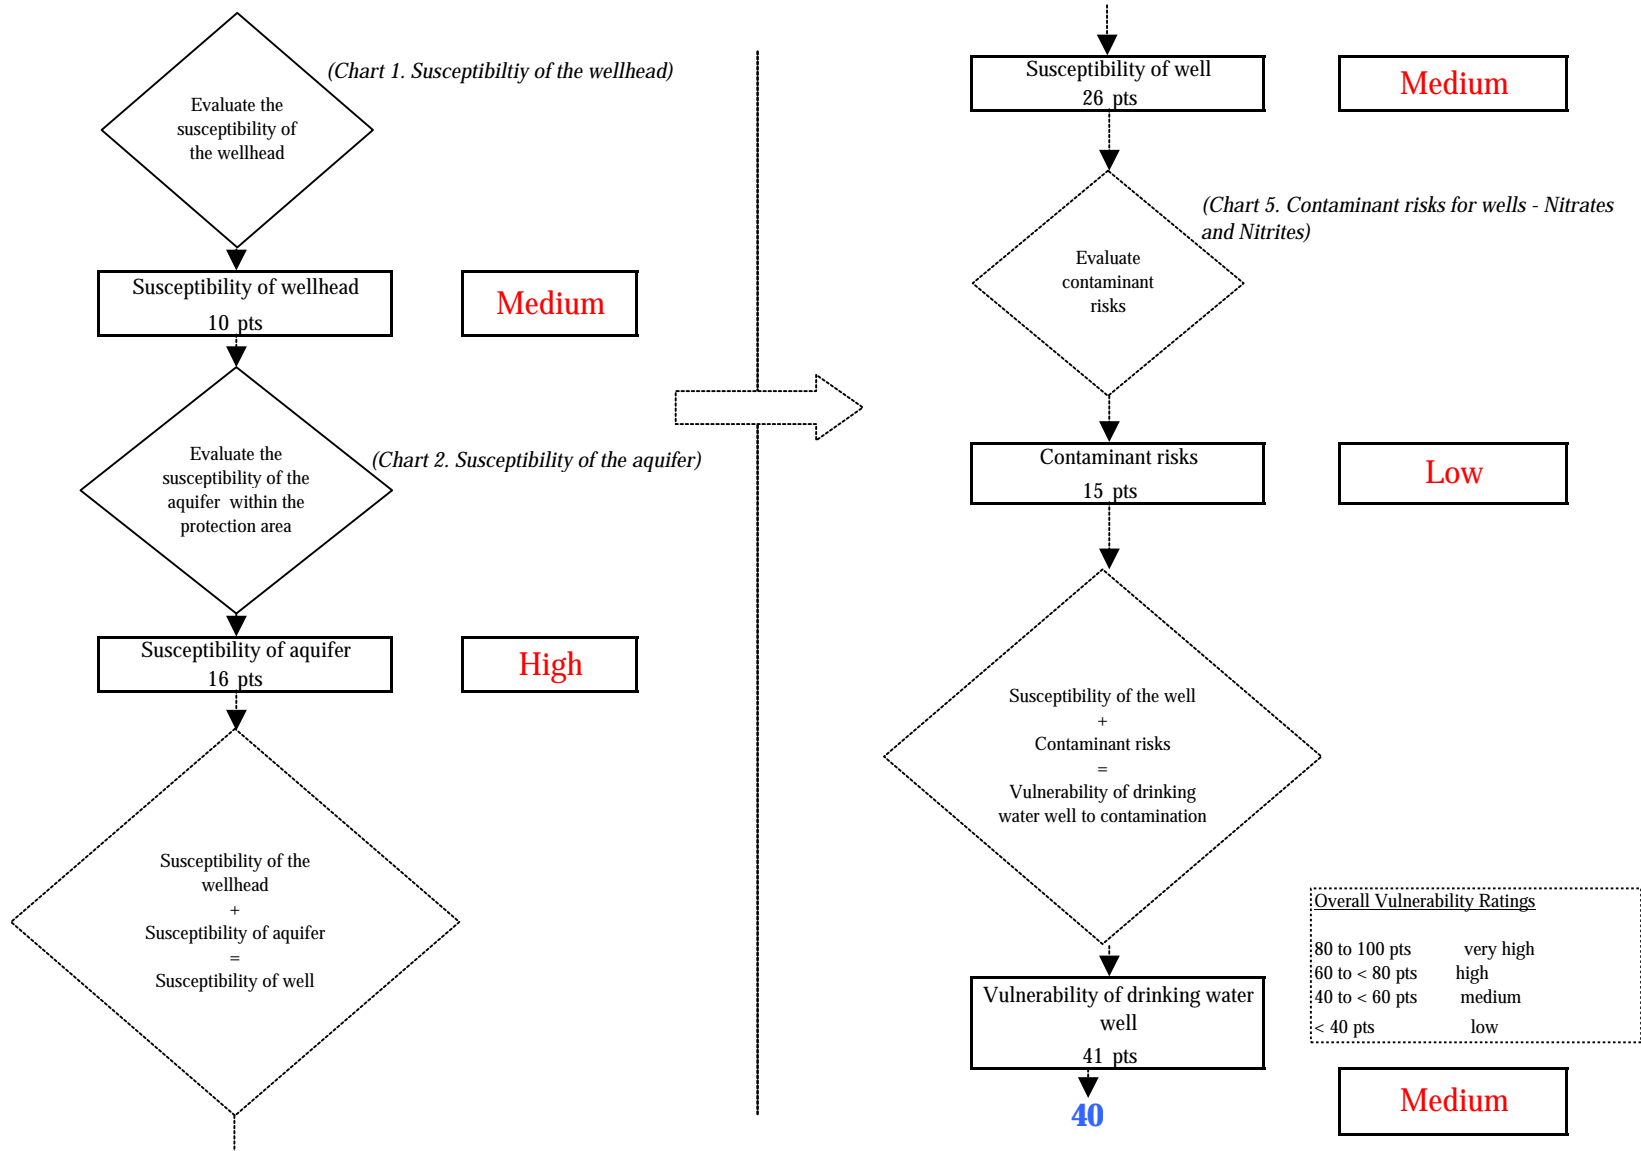 (Chart 1. Susceptibiltiy of the wellhead)
Evaluate the
susceptibility of
the wellhead
Susceptibility of wellhead
10 pts
Medium
(Chart 2. Susceptibility of the aquifer)
Evaluate the
susceptibility of the
aquifer within the
protection area
Susceptibility of aquifer
16 pts
High
Susceptibility of the
wellhead
+
Susceptibility of aquifer
=
Susceptibility of well
Susceptibility of well
26 pts
Medium
(Chart 5. Contaminant risks for wells - Nitrates
and Nitrites)
Evaluate
contaminant
risks
Contaminant risks
15 pts
Low
Susceptibility of the well
+
Contaminant risks
=
Vulnerability of drinking
water well to contamination
Overall Vulnerability Ratings
80 to 100 pts very high
60 to < 80 pts high
40 to < 60 pts medium
< 40 pts low
Vulnerability of drinking water
well
41 pts
40
Medium